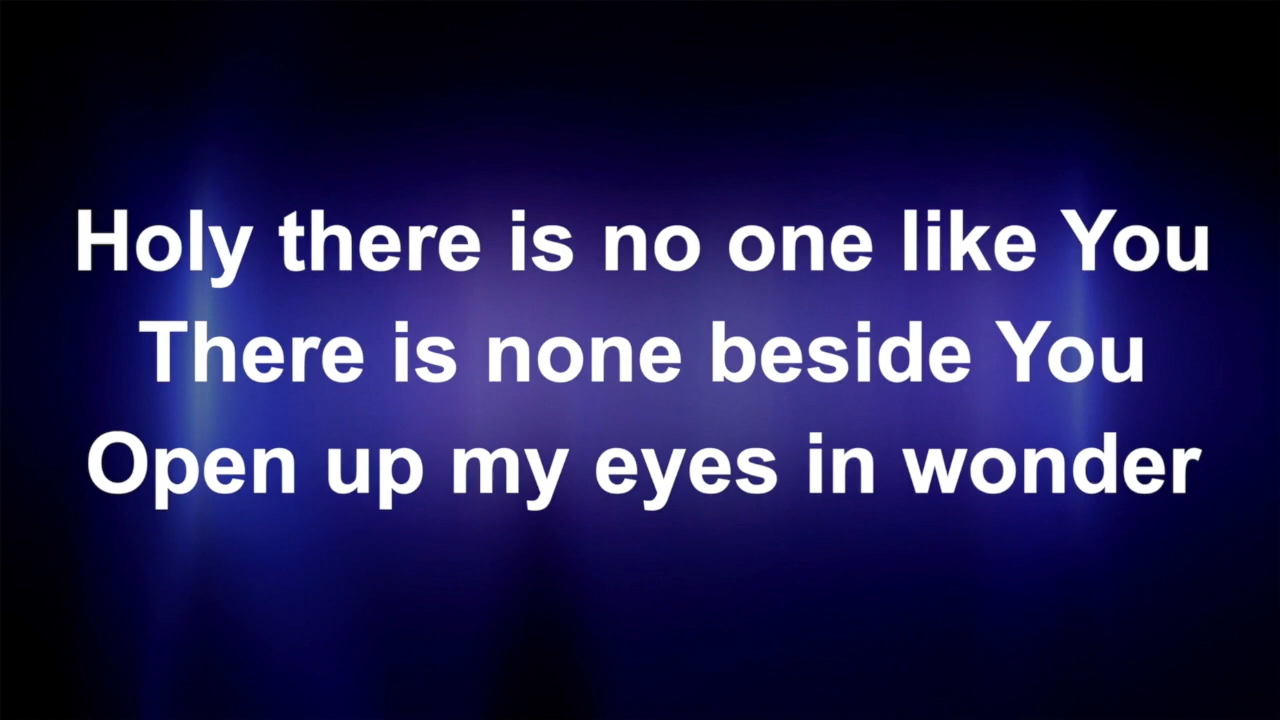 Holy there is no one like You
There is none beside You
Open up my eyes in wonder